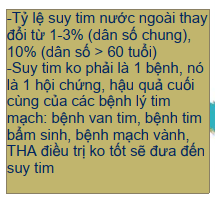 -Tỷ lệ suy tim nước ngoài thay
đổi từ 1-3% (dân số chung),
10% (dân số > 60 tuổi)
-Suy tim ko phải là 1 bệnh, nó
là 1 hội chứng, hậu quả cuối
cùng của các bệnh lý tim
mạch: bệnh van tim, bệnh tim
bẩm sinh, bệnh mạch vành,
THA điều trị ko tốt sẽ đưa đến
suy tim